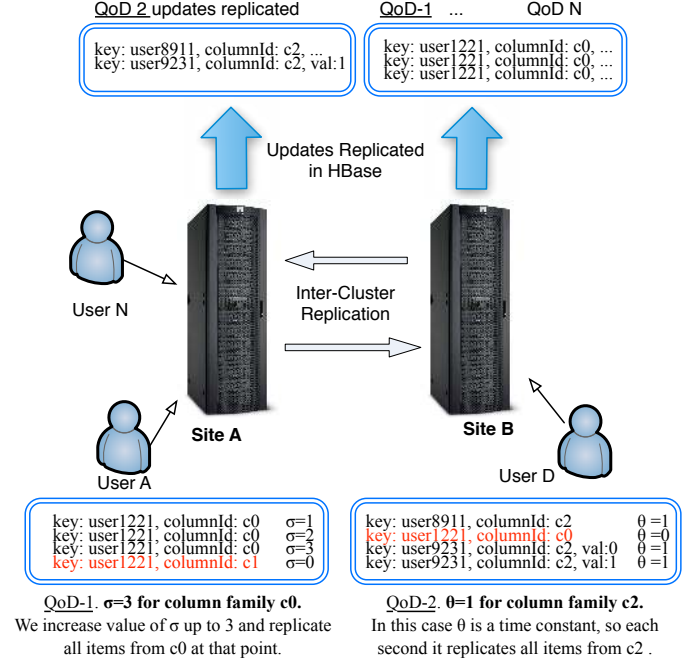 QoD 2 updates replicated
QoD-1 ... QoD N
key: user8911, columnId: c2, ...
key: user9231, columnId: c2, val:1
key: user1221, columnId: c0, ...
key: user1221, columnId: c0, ...
key: user1221, columnId: c0, ...
Updates Replicated
in HBase
User N
Inter-Cluster
Replication
Site A
Site B
User A
User D
key: user1221, columnId: c0 σ=1
key: user1221, columnId: c0 σ=2
key: user1221, columnId: c0 σ=3
key: user1221, columnId: c1 σ=0
key: user8911, columnId: c2 θ =1
key: user1221, columnId: c0 θ =0
key: user9231, columnId: c2, val:0 θ =1
key: user9231, columnId: c2, val:1 θ =1
QoD-1. σ=3 for column family c0.
We increase value of σ up to 3 and replicate
all items from c0 at that point.
QoD-2. θ=1 for column family c2.
In this case θ is a time constant, so each
second it replicates all items from c2 .